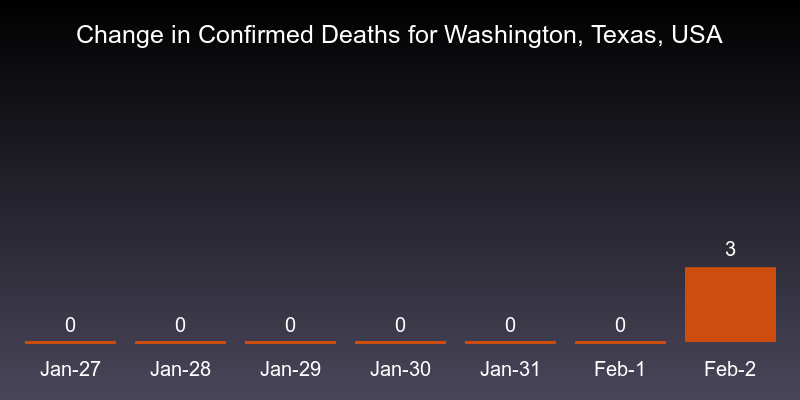 Change in Confirmed Deaths for Washington, Texas, USA
3
0 0 0 0 0 0
Jan-27 Jan-28 Jan-29 Jan-30 Jan-31 Feb-1 Feb-2